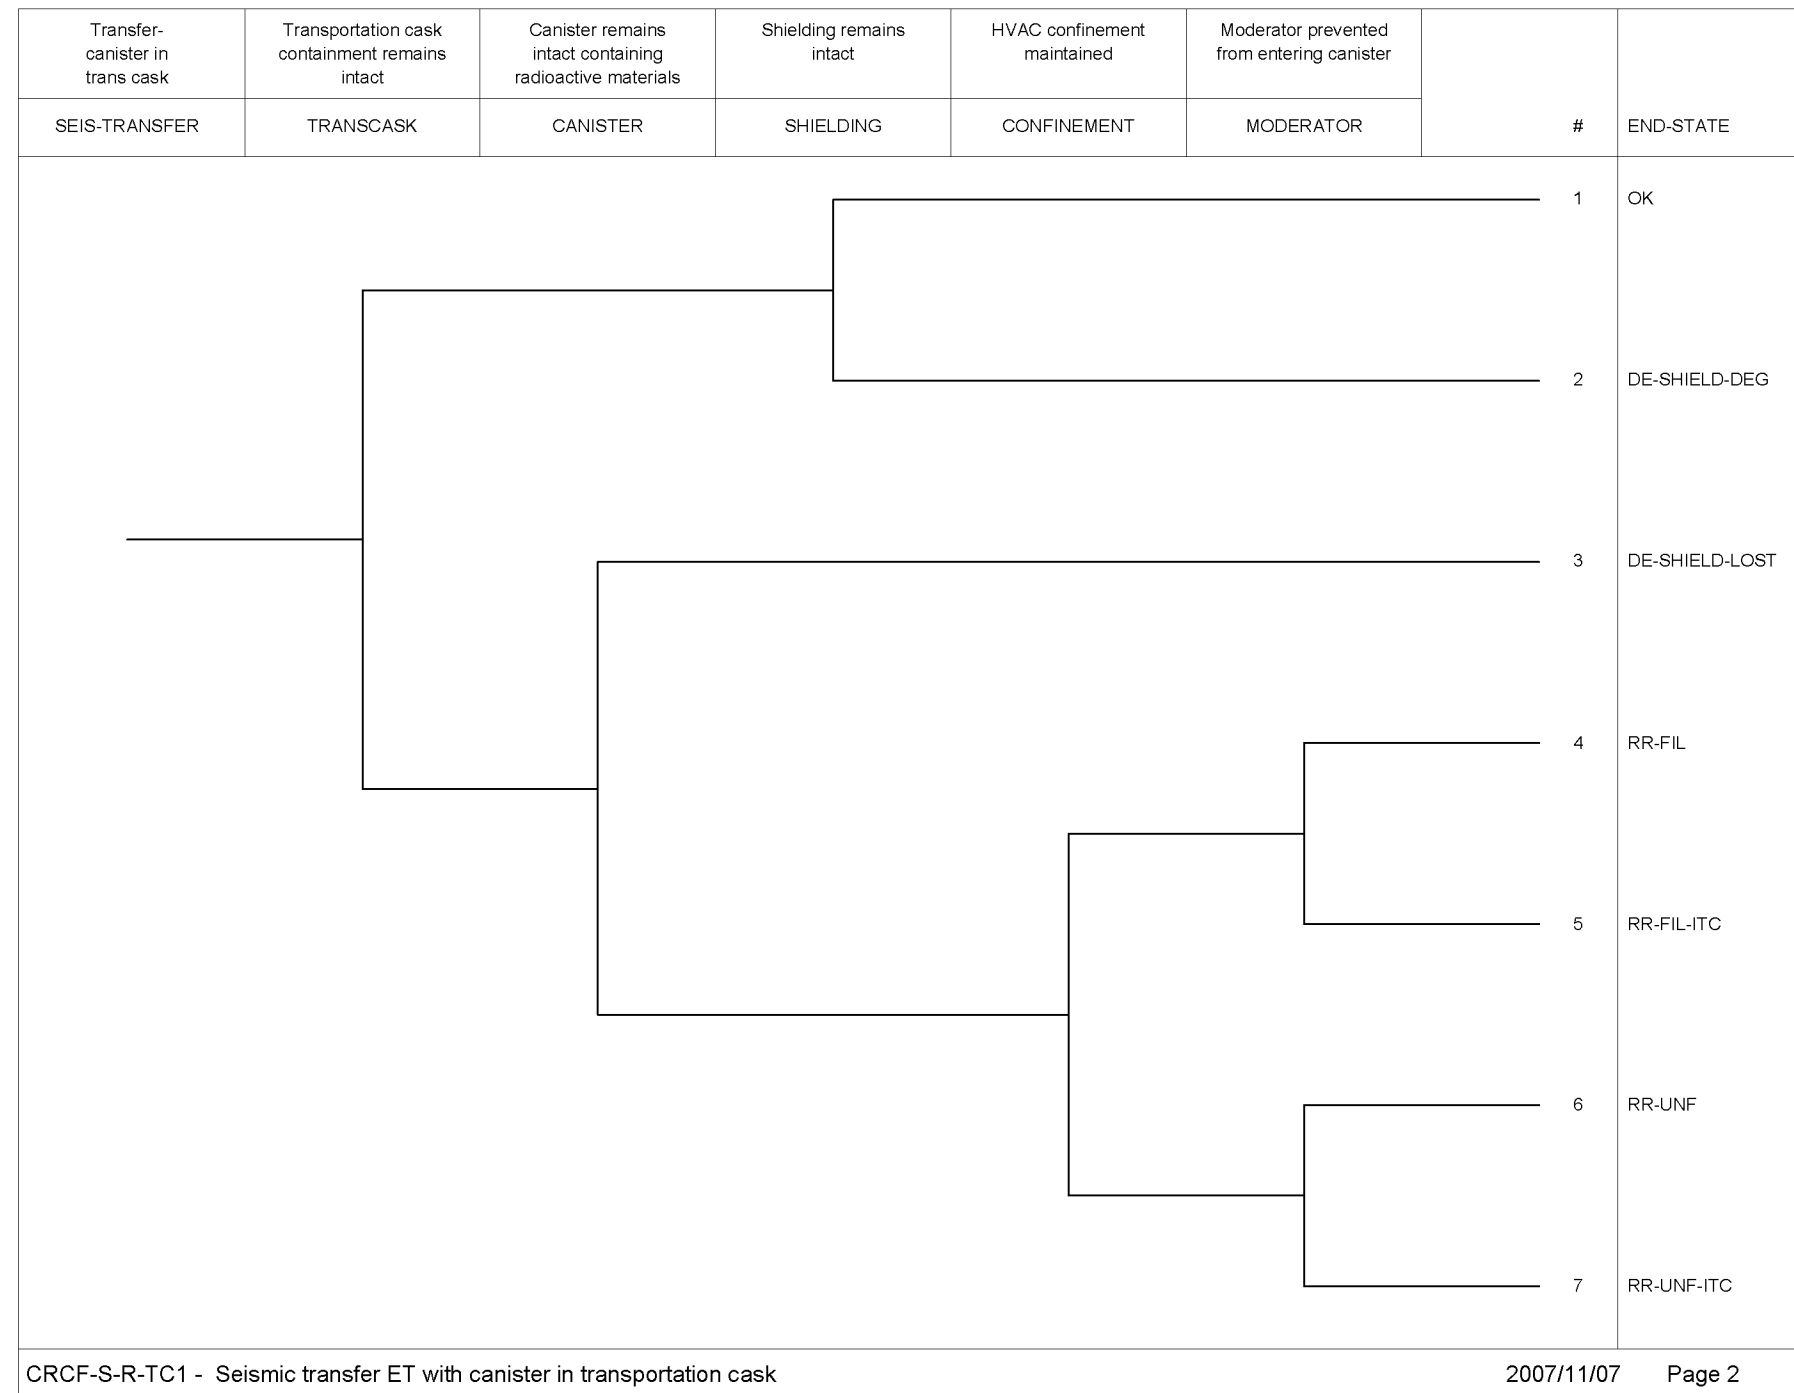 Transfer-
canister in
trans cask
Transportation cask
containment remains
intact
Canister remains
intact containing
radioactive materials
Shielding remains
intact
HVAC confinement
maintained
Moderator prevented
from entering canister
SEIS-TRANSFER
TRANSCASK
CANISTER
SHIELDING
CONFINEMENT
MODERATOR
#
END-STATE
1
OK
2
DE-SHIELD-DEG
3
DE-SHIELD-LOST
4
RR-FIL
5
RR-FIL-ITC
6
RR-UNF
7
RR-UNF-ITC
CRCF-S-R-TC1 - Seismic transfer ET with canister in transportation cask
2007/11/07
Page 2